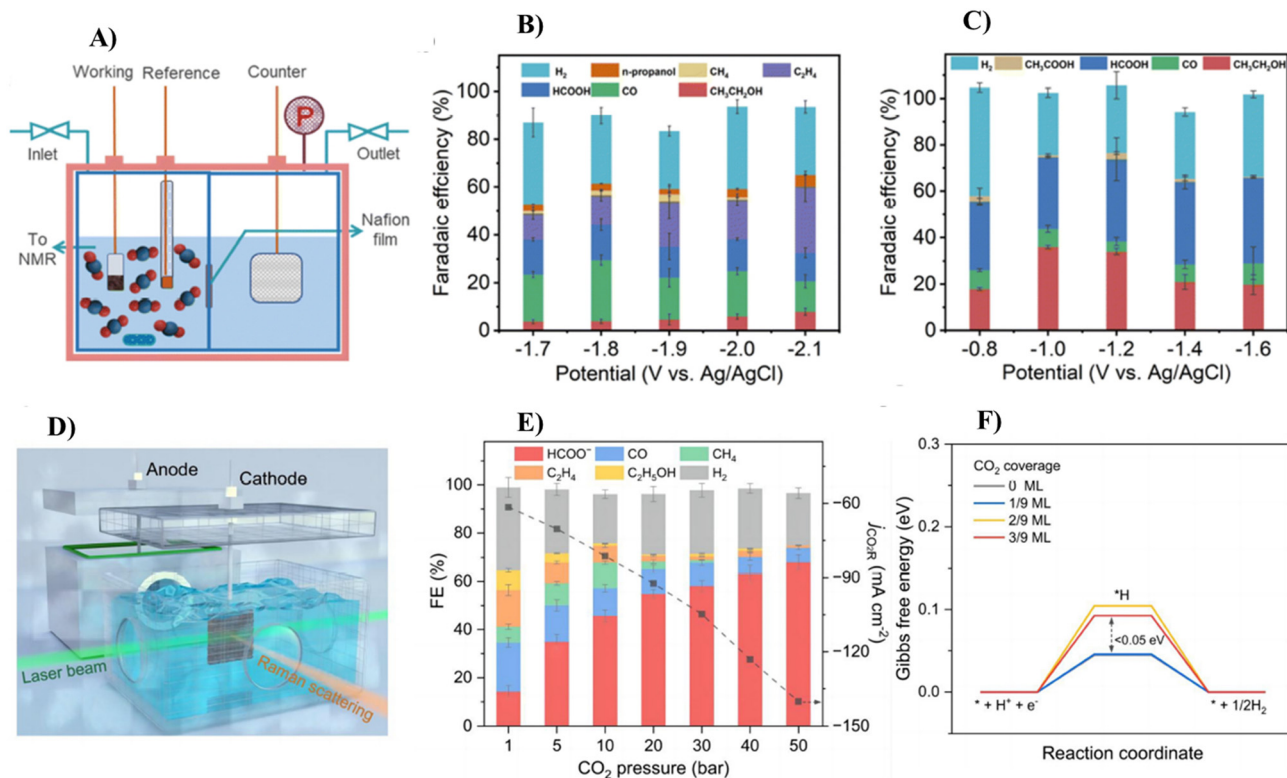 A)
Working
Reference
Counter
P
Inlet
Outlet
To
NMR
Nafion
film
B)
H₂
n-propanol
CH₄
C₂H₄
HCOOH
CO
CH₃CH₂OH
Faradaic effciency (%)
100
80
60
40
20
0
-1.7
-1.8
-1.9
-2.0
-2.1
Potential (V vs. Ag/AgCl)
C)
H₂
CH₃COOH
HCOOH
CO
CH₃CH₂OH
Faradaic effciency (%)
100
80
60
40
20
0
-0.8
-1.0
-1.2
-1.4
-1.6
Potential (V vs. Ag/AgCl)
D)
Anode
Cathode
Laser beam
Raman scattering
E)
HCOO⁻
CO
CH₄
C₂H₄
C₂H₅OH
H₂
FE (%)
100
80
60
40
20
0
-60
-90
-120
-150
jCO₂R (mA cm⁻²)
1
5
10
20
30
40
50
CO₂ pressure (bar)
F)
Gibbs free energy (eV)
0.3
0.2
0.1
0.0
CO₂ coverage
0 ML
1/9 ML
2/9 ML
3/9 ML
*H
<0.05 eV
* + H⁺ + e⁻
* + 1/2H₂
Reaction coordinate